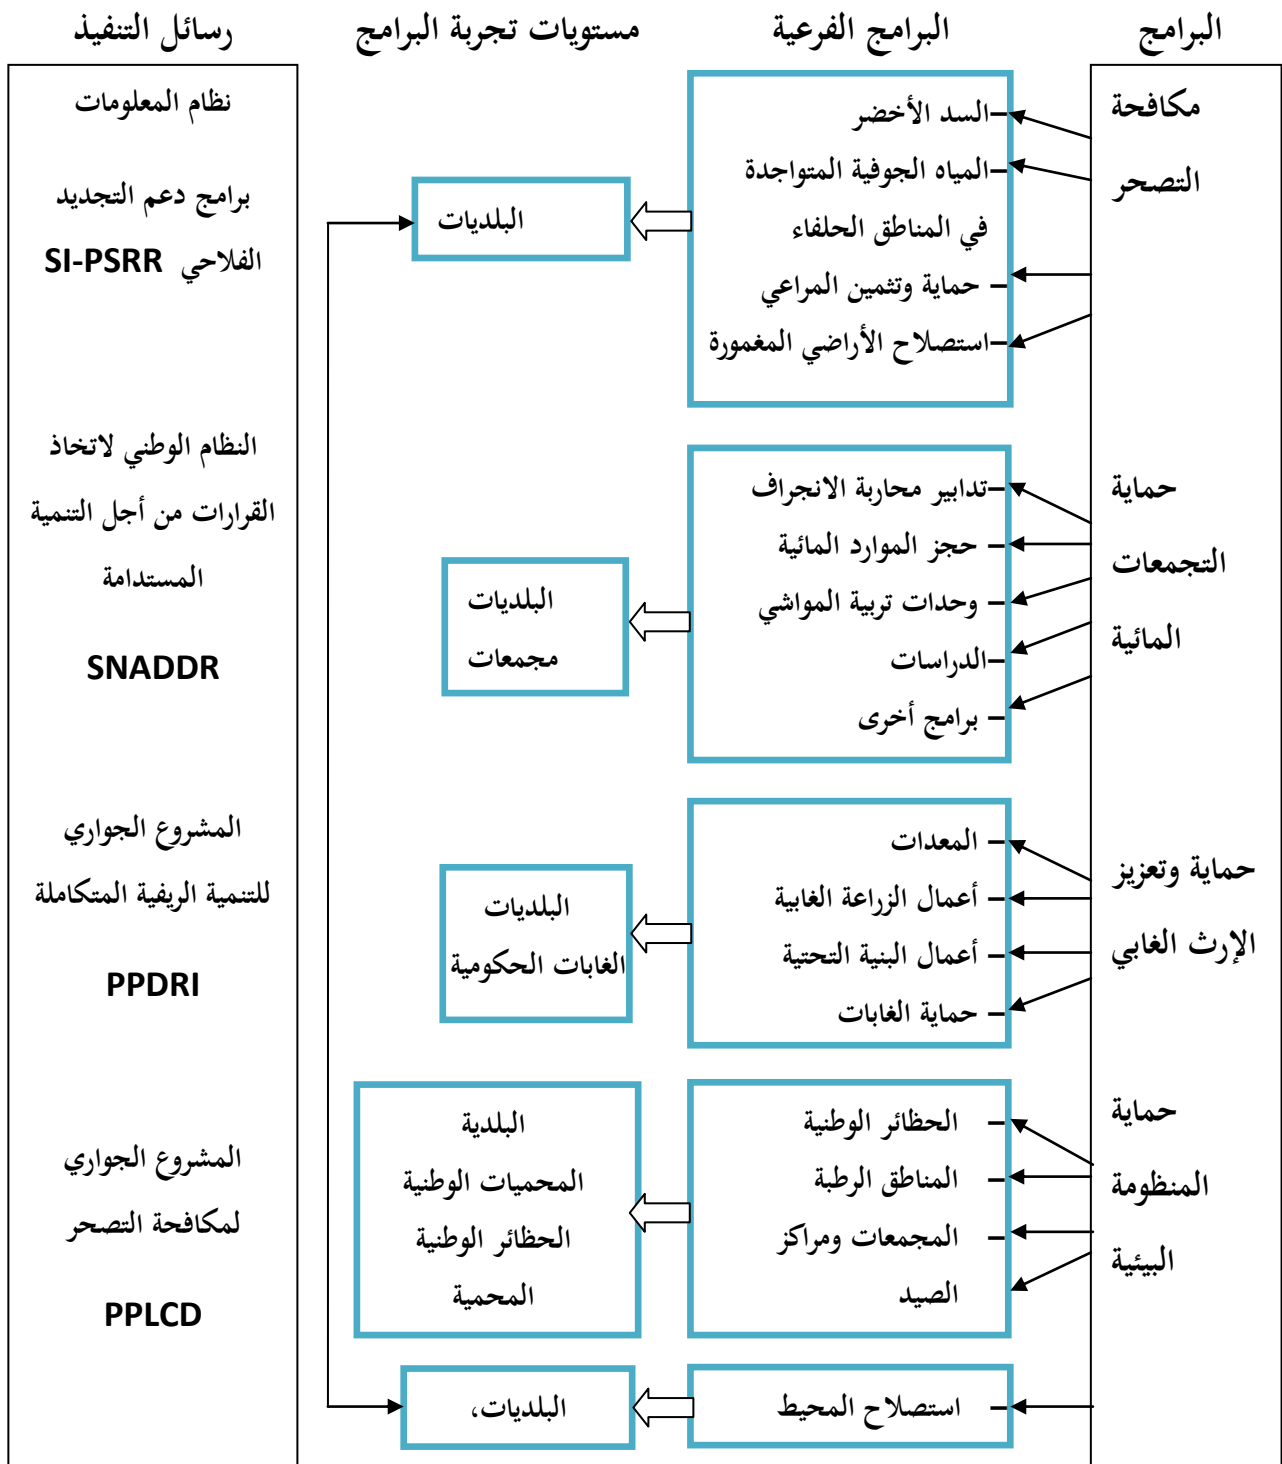 البرامج
البرامج الفرعية
مستويات تجربة البرامج
رسائل التنفيذ
مكافحة
التصحر
–السد الأخضر
–المياه الجوفية المتواجدة
في المناطق الحلفاء
– حماية وتثمين المراعي
–استصلاح الأراضي المغمورة
البلديات
حماية
التجمعات
المائية
–تدابير محاربة الانجراف
– حجز الموارد المائية
– وحدات تربية المواشي
–الدراسات
– برامج أخرى
البلديات
مجمعات
حماية وتعزيز
الإرث الغابي
– المعدات
– أعمال الزراعة الغابية
– أعمال البنية التحتية
– حماية الغابات
البلديات
الغابات الحكومية
حماية
المنظومة
البيئية
– الحظائر الوطنية
– المناطق الرطبة
– المجمعات ومراكز
الصيد
البلدية
المحميات الوطنية
الحظائر الوطنية
المحمية
– استصلاح المحيط
البلديات،
نظام المعلومات
برامج دعم التجديد
الفلاحي SI-PSRR
النظام الوطني لاتخاذ
القرارات من أجل التنمية
المستدامة
SNADDR
المشروع الجواري
للتنمية الريفية المتكاملة
PPDRI
المشروع الجواري
لمكافحة التصحر
PPLCD